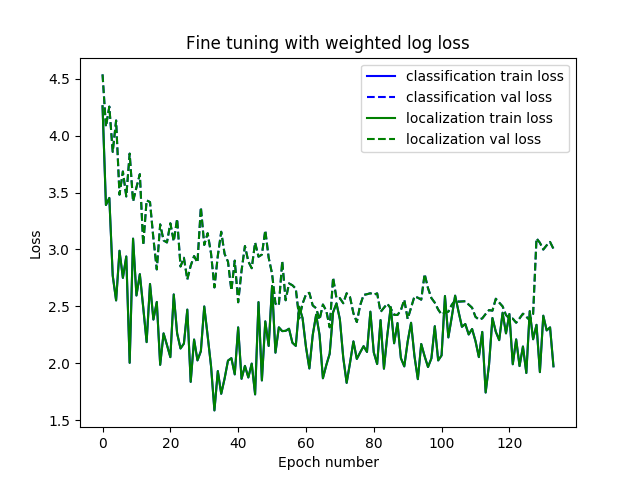 Fine tuning with weighted log loss
classification train loss
classification val loss
localization train loss
localization val loss
Loss
4.5
4.0
3.5
3.0
2.5
2.0
1.5
0 20 40 60 80 100 120
Epoch number